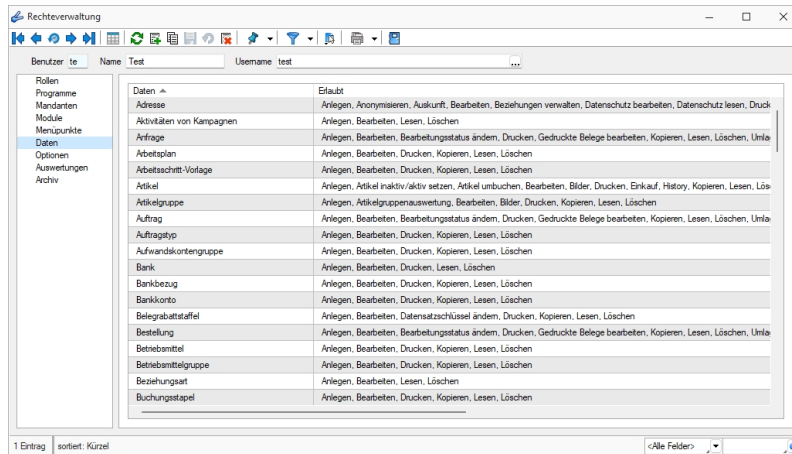 Rechteverwaltung
Benutzer te Name Test Username test ...
Rollen
Programme
Mandanten
Module
Menüpunkte
Daten
Optionen
Auswertungen
Archiv
Daten Erlaubt
Adresse Anlegen, Anonymisieren, Auskunft, Bearbeiten, Beziehungen verwalten, Datenschutz bearbeiten, Datenschutz lesen, Druck
Aktivitäten von Kampagnen Anlegen, Bearbeiten, Lesen, Löschen
Anfrage Anlegen, Bearbeiten, Bearbeitungsstatus ändern, Drucken, Gedruckte Belege bearbeiten, Kopieren, Lesen, Löschen, Umla
Arbeitsplan Anlegen, Bearbeiten, Drucken, Kopieren, Lesen, Löschen
Arbeitsschritt-Vorlage Anlegen, Bearbeiten, Drucken, Kopieren, Lesen, Löschen
Artikel Anlegen, Artikel inaktiv/aktiv setzen, Artikel umbuchen, Bearbeiten, Bilder, Drucken, Einkauf, History, Kopieren, Lesen, Lös
Artikelgruppe Anlegen, Artikelgruppenauswertung, Bearbeiten, Bilder, Drucken, Kopieren, Lesen, Löschen
Auftrag Anlegen, Bearbeiten, Bearbeitungsstatus ändern, Drucken, Gedruckte Belege bearbeiten, Kopieren, Lesen, Löschen, Umla
Auftragstyp Anlegen, Bearbeiten, Drucken, Kopieren, Lesen, Löschen
Aufwandskontengruppe Anlegen, Bearbeiten, Drucken, Kopieren, Lesen, Löschen
Bank Anlegen, Bearbeiten, Drucken, Lesen, Löschen
Bankbezug Anlegen, Bearbeiten, Drucken, Kopieren, Lesen, Löschen
Bankkonto Anlegen, Bearbeiten, Drucken, Kopieren, Lesen, Löschen
Belegrabattstaffel Anlegen, Bearbeiten, Datensatzschlüssel ändern, Drucken, Kopieren, Lesen, Löschen
Bestellung Anlegen, Bearbeiten, Bearbeitungsstatus ändern, Drucken, Gedruckte Belege bearbeiten, Kopieren, Lesen, Löschen, Umla
Betriebsmittel Anlegen, Bearbeiten, Drucken, Kopieren, Lesen, Löschen
Betriebsmittelgruppe Anlegen, Bearbeiten, Drucken, Kopieren, Lesen, Löschen
Beziehungsart Anlegen, Bearbeiten, Lesen, Löschen
Buchungsstapel Anlegen, Bearbeiten, Drucken, Kopieren, Lesen, Löschen
1 Eintrag sortiert: Kürzel <Alle Felder>